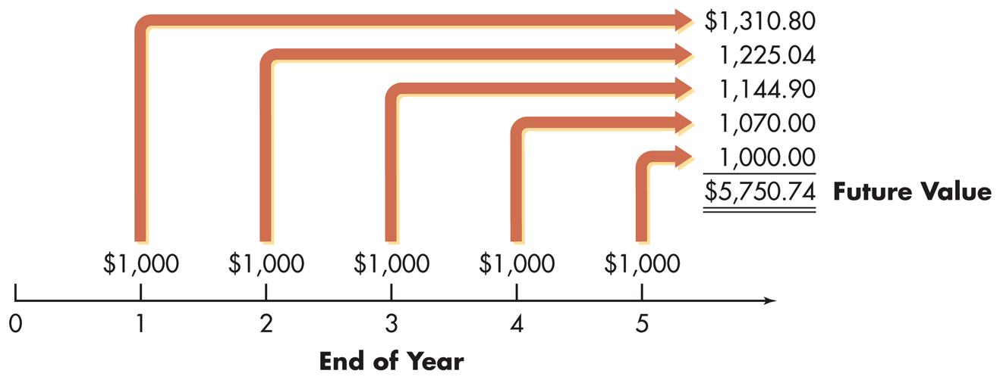 $1,310.80
1,225.04
1,144.90
1,070.00
1,000.00
$5,750.74 Future Value
$1,000 $1,000 $1,000 $1,000 $1,000
0 1 2 3 4 5
End of Year